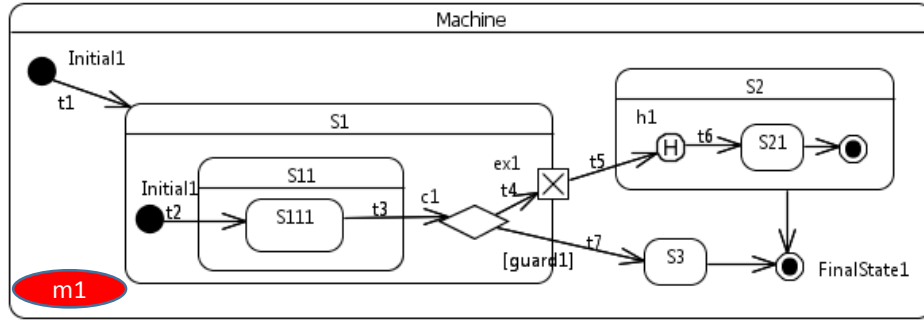 Machine
Initial1
t1
S1
S2
h1
t5
H
t6
S21
ex1
t4
S11
Initial1
t2
S111
t3
c1
[guard1]
t7
S3
FinalState1
m1